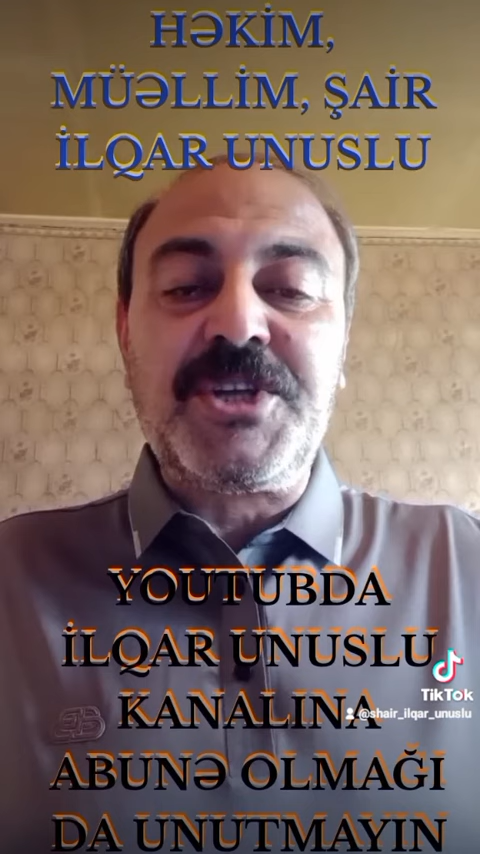 HƏKİM,
MÜƏLLİM, ŞAİR
İLQAR UNUSLU
YOUTUBDA
İLQAR UNUSLU
TikTok
KANALINA
@shair_ilqar_unuslu
ABUNƏ OLMAĞI
DA UNUTMAYIN